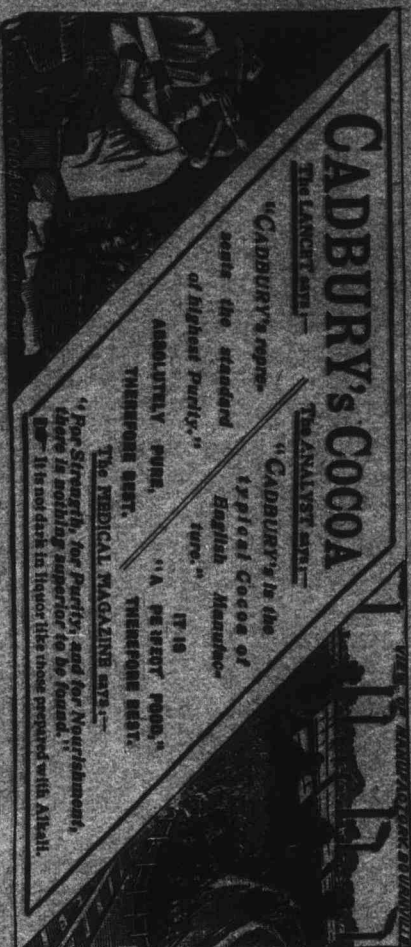 CADBURY's COCOA
The LANCET says:—
"CADBURY's repre-
sents the standard
of highest Purity."
The ANALYST says:—
"CADBURY's is the
typical Cocoa of
English Manufac-
ture."
ABSOLUTELY PURE,
THEREFORE BEST.
IT IS
"A PERFECT FOOD,"
THEREFORE BEST.
The MEDICAL MAGAZINE says:—
"For Strength, for Purity, and for Nourishment,
there is nothing superior to be found."
It is not dark in liquor like those prepared with Alkali.